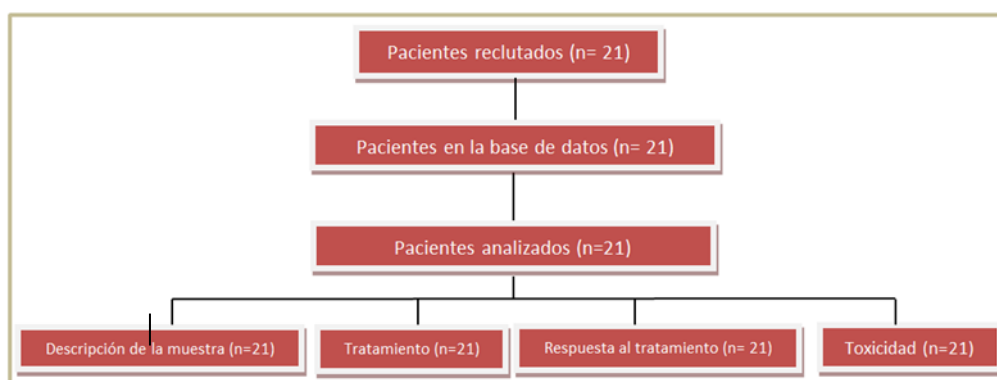 Pacientes reclutados (n= 21)
Pacientes en la base de datos (n= 21)
Pacientes analizados (n=21)
Descripción de la muestra (n=21)
Tratamiento (n=21)
Respuesta al tratamiento (n= 21)
Toxicidad (n=21)